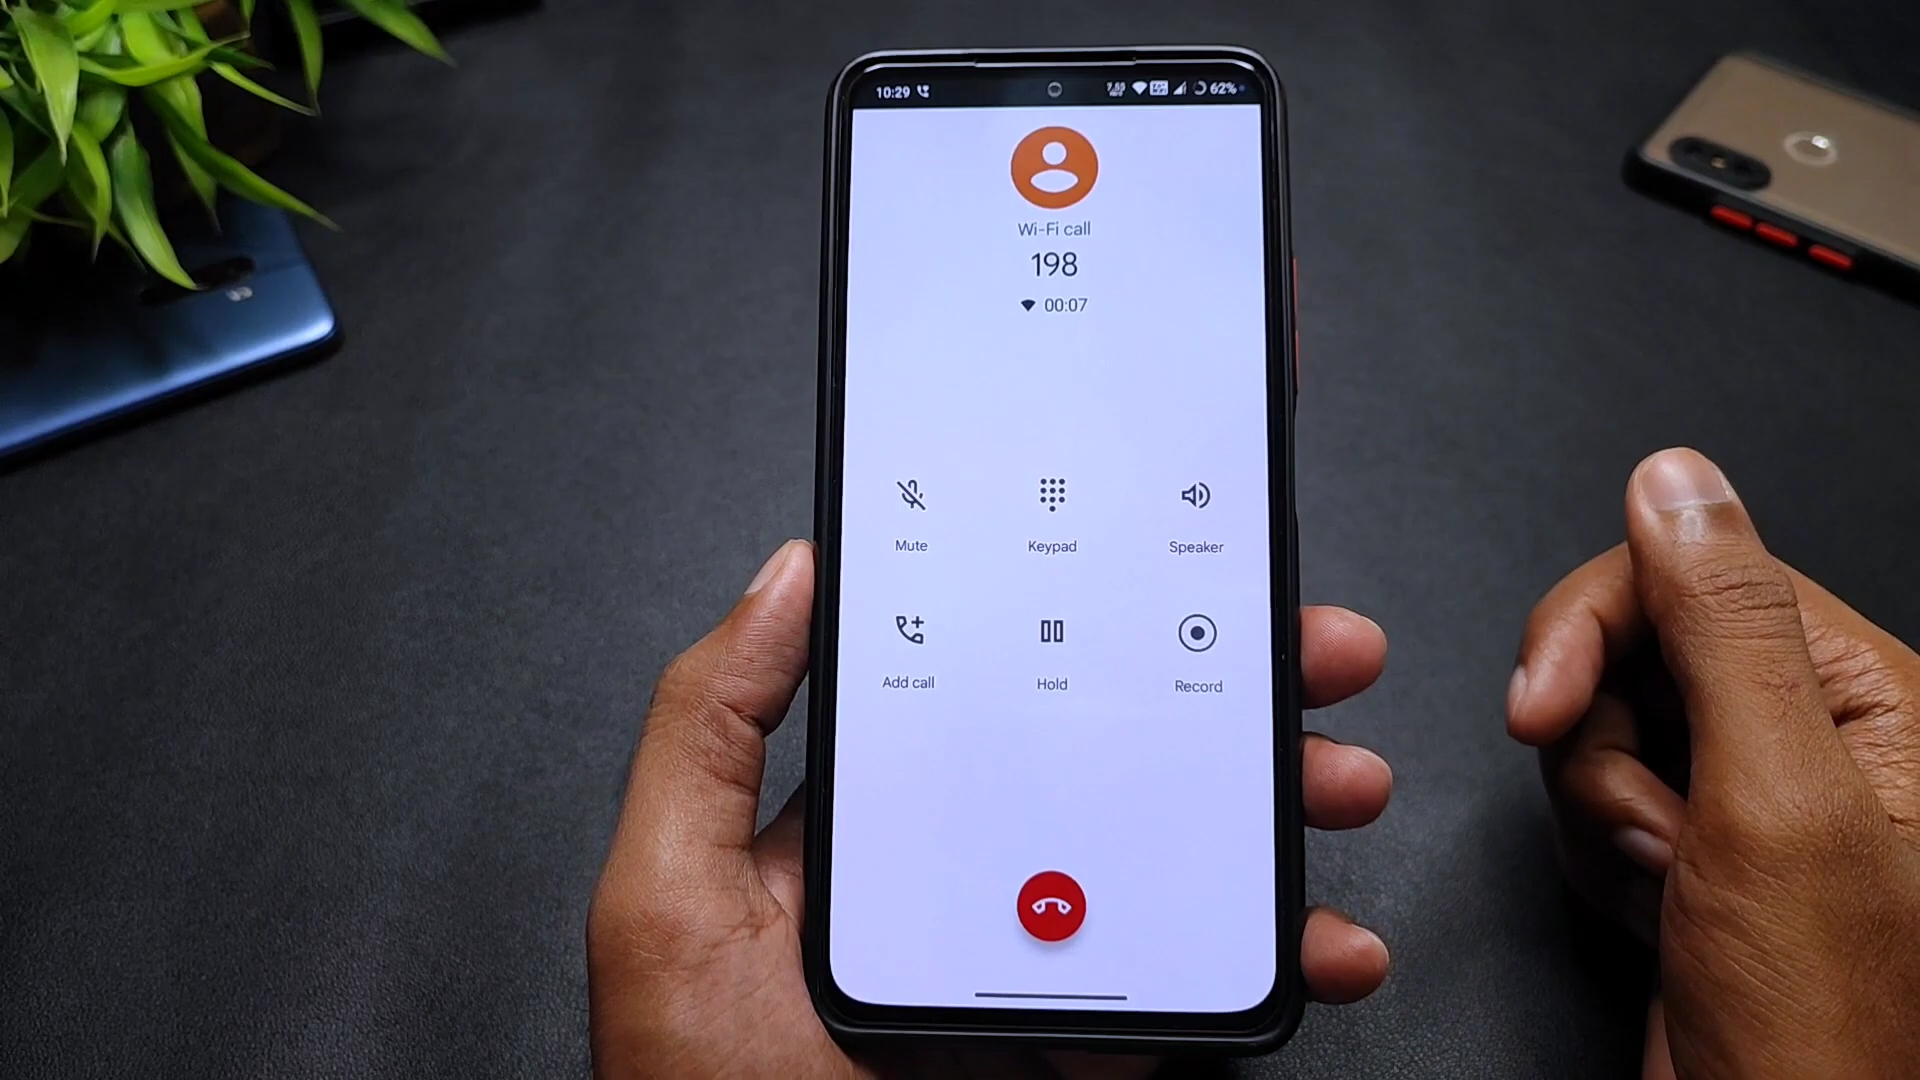 10:29
62%
Wi-Fi call
198
00:07
Mute Keypad Speaker
Add call Hold Record